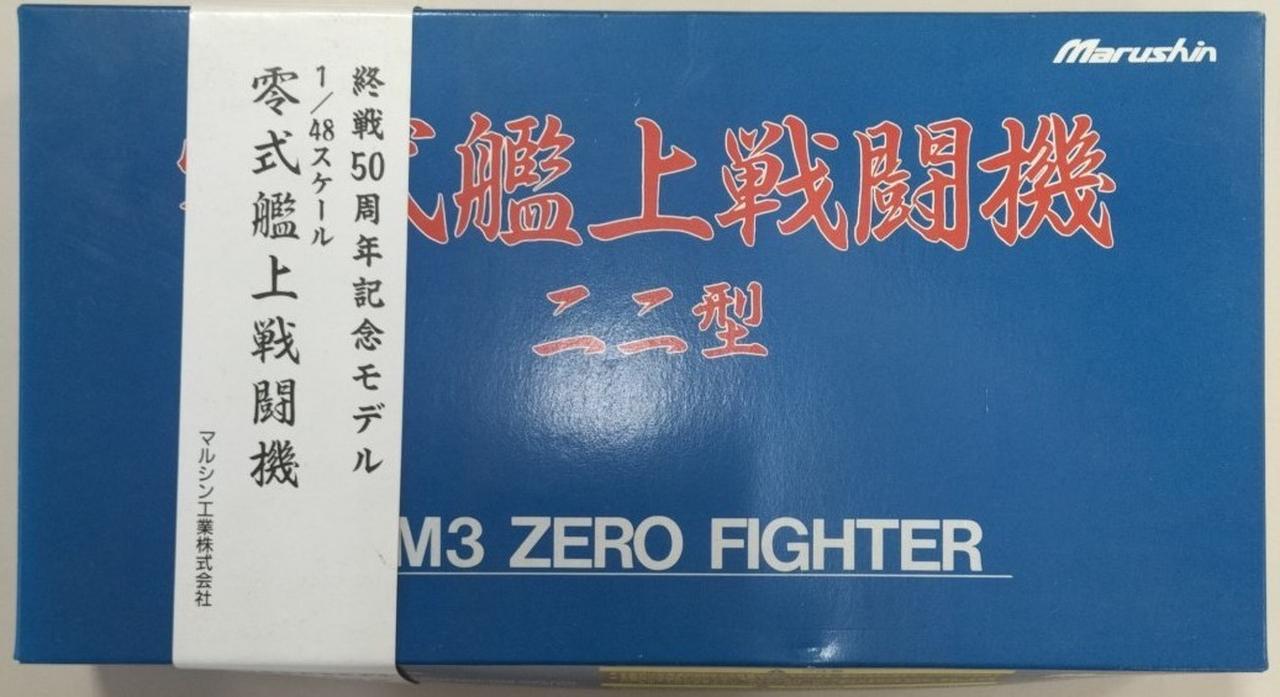 Marushin
式艦上戦闘機
二二型
M3 ZERO FIGHTER
終戦50周年記念モデル
1/48スケール
零式艦上戦闘機
マルシン工業株式会社